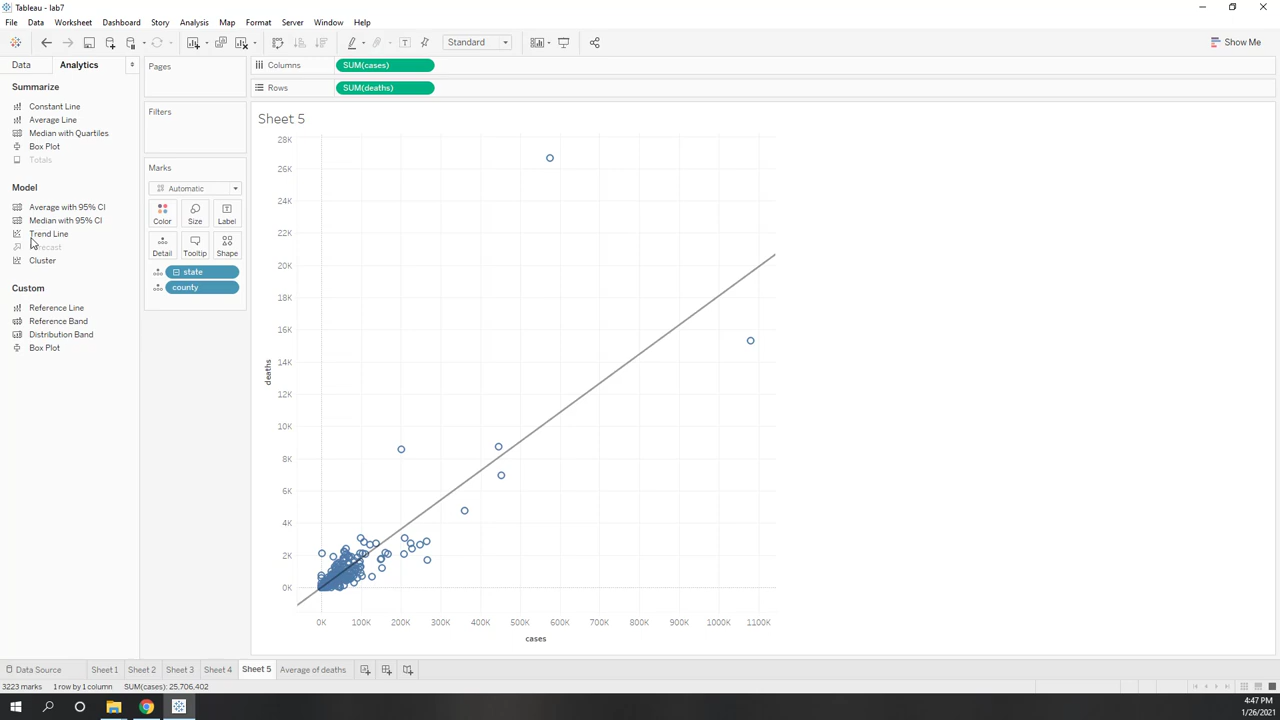 Tableau - lab7
File Data Worksheet Dashboard Story Analysis Map Format Server Window Help
Standard
Show Me
Data Analytics
Summarize
Constant Line
Average Line
Median with Quartiles
Box Plot
Totals
Model
Average with 95% CI
Median with 95% CI
Trend Line
Forecast
Cluster
Custom
Reference Line
Reference Band
Distribution Band
Box Plot
Pages
Filters
Marks
Automatic
Color Size Label
Detail Tooltip Shape
state
county
Columns SUM(cases)
Rows SUM(deaths)
Sheet 5
28K
26K
24K
22K
20K
18K
16K
14K
12K
10K
8K
6K
4K
2K
0K
deaths
0K 100K 200K 300K 400K 500K 600K 700K 800K 900K 1000K 1100K
cases
Data Source Sheet 1 Sheet 2 Sheet 3 Sheet 4 Sheet 5 Average of deaths
3223 marks 1 row by 1 column SUM(cases): 25,706,402
4:47 PM
1/26/2021